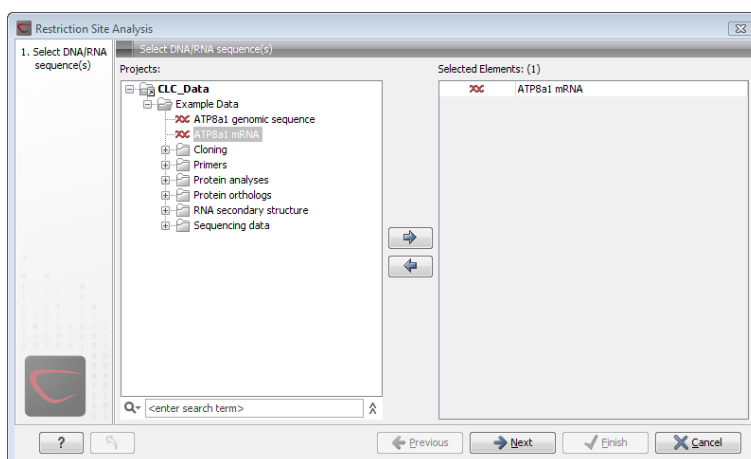 Restriction Site Analysis
1. Select DNA/RNA
sequence(s)
Select DNA/RNA sequence(s)
Projects:
CLC_Data
Example Data
ATP8a1 genomic sequence
ATP8a1 mRNA
Cloning
Primers
Protein analyses
Protein orthologs
RNA secondary structure
Sequencing data
<enter search term>
Selected Elements: (1)
ATP8a1 mRNA
?
Previous
Next
Finish
Cancel